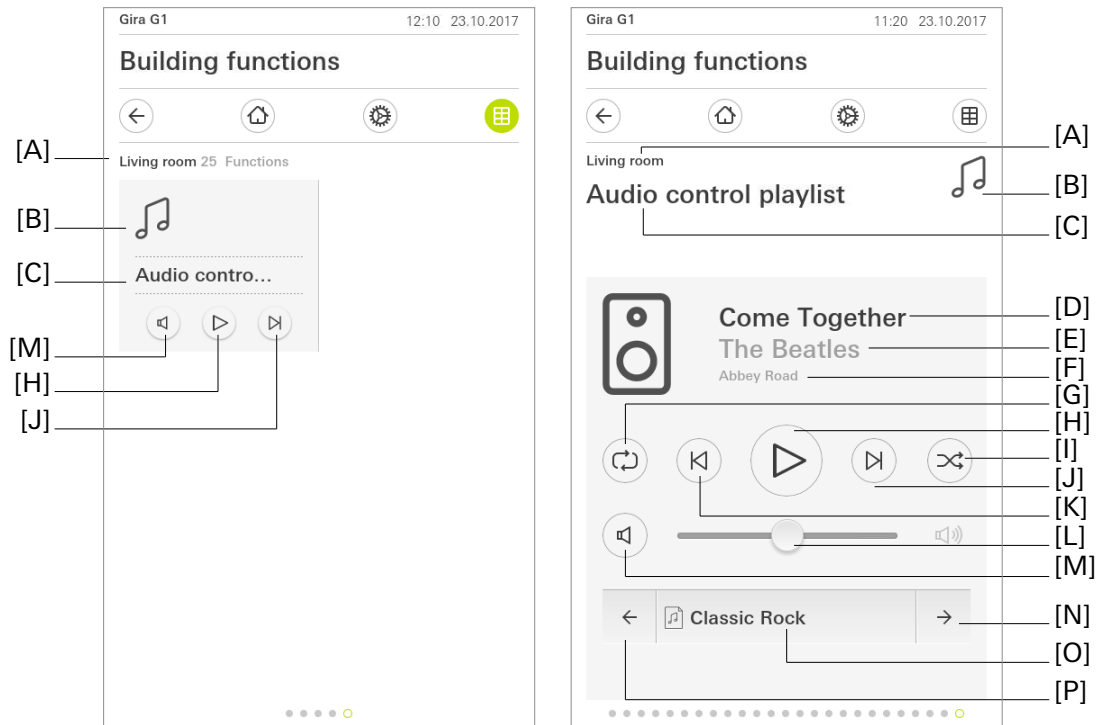 Gira G1 12:10 23.10.2017
Building functions
[A] Living room 25 Functions
[B]
[C] Audio contro...
[M]
[H]
[J]
Gira G1 11:20 23.10.2017
Building functions
Living room [A]
Audio control playlist [B]
[C]
Come Together [D]
The Beatles [E]
Abbey Road [F]
[G]
[H]
[I]
[J]
[K]
[L]
[M]
Classic Rock [N]
[O]
[P]